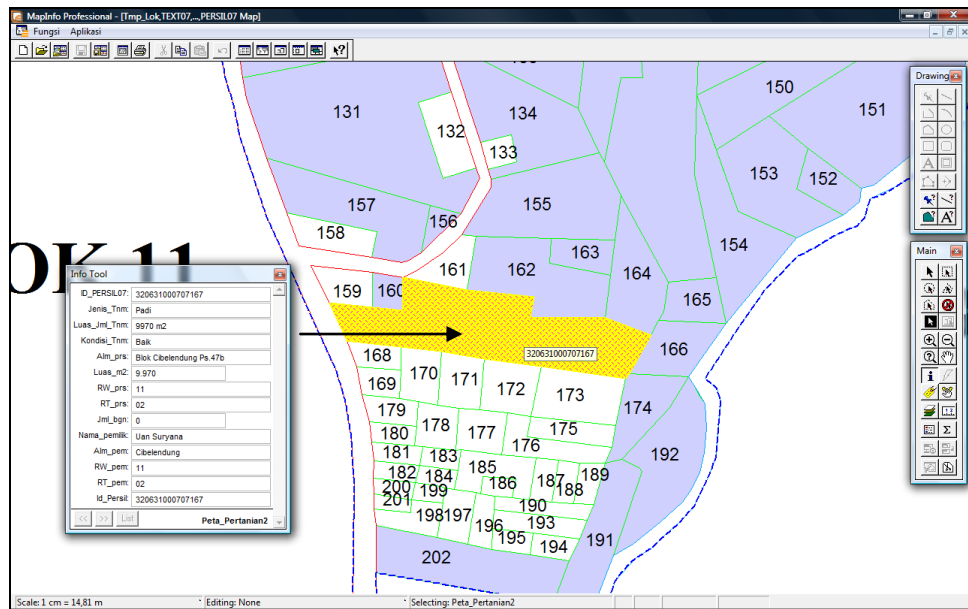 MapInfo Professional - [Tmp_Lok,TEXT07,...,PERSIL07 Map]
Fungsi Aplikasi
Drawing
Main
131
132
133
134
150
151
152
153
154
155
156
157
158
159
160
161
162
163
164
165
166
OK 11
320631000707167
168
169
170
171
172
173
174
175
176
177
178
179
180
181
182
183
184
185
186
187
188
189
190
191
192
193
194
195
196
197
198
199
200
201
202
Info Tool
ID_PERSIL07: 320631000707167
Jenis_Tnm: Padi
Luas_Jml_Tnm: 9970 m2
Kondisi_Tnm: Baik
Alm_prs: Blok Cibelendung Ps.47b
Luas_m2: 9.970
RW_prs: 11
RT_prs: 02
Jml_bgn: 0
Nama_pemilik: Uan Suryana
Alm_pem: Cibelendung
RW_pem: 11
RT_pem: 02
Id_Persil: 320631000707167
<< >> List Peta_Pertanian2
Scale: 1 cm = 14,81 m Editing: None Selecting: Peta_Pertanian2